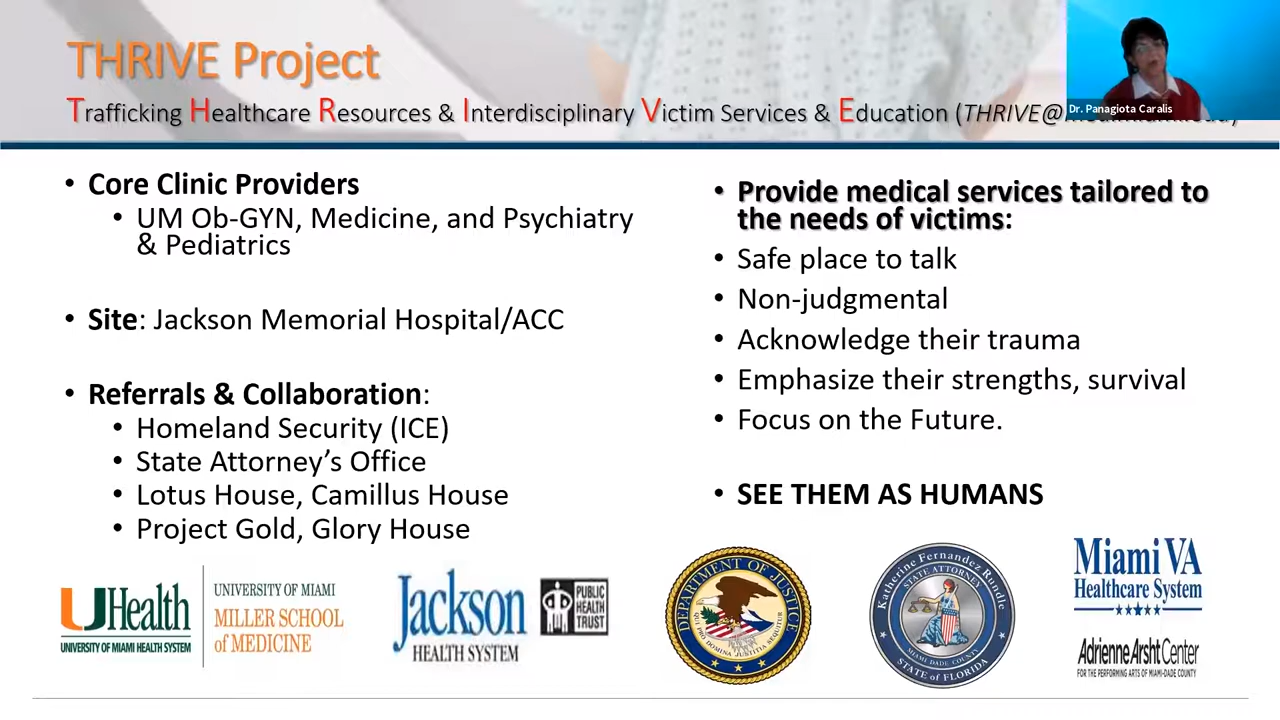 THRIVE Project
Trafficking Healthcare Resources & Interdisciplinary Victim Services & Education (THRIVE@
Dr. Panagiota Caralis
• Core Clinic Providers
• UM Ob-GYN, Medicine, and Psychiatry
& Pediatrics
• Site: Jackson Memorial Hospital/ACC
• Referrals & Collaboration:
• Homeland Security (ICE)
• State Attorney’s Office
• Lotus House, Camillus House
• Project Gold, Glory House
• Provide medical services tailored to
the needs of victims:
• Safe place to talk
• Non-judgmental
• Acknowledge their trauma
• Emphasize their strengths, survival
• Focus on the Future.
• SEE THEM AS HUMANS
UHealth
UNIVERSITY OF MIAMI HEALTH SYSTEM
UNIVERSITY OF MIAMI
MILLER SCHOOL
of MEDICINE
Jackson
HEALTH SYSTEM
PUBLIC
HEALTH
TRUST
DEPARTMENT OF JUSTICE
QUI PRO DOMINA JUSTITIA SEQUITUR
Katherine Fernandez Rundle
STATE ATTORNEY
MIAMI DADE COUNTY
STATE of FLORIDA
Miami VA
Healthcare System
Adrienne Arsht Center
FOR THE PERFORMING ARTS OF MIAMI-DADE COUNTY